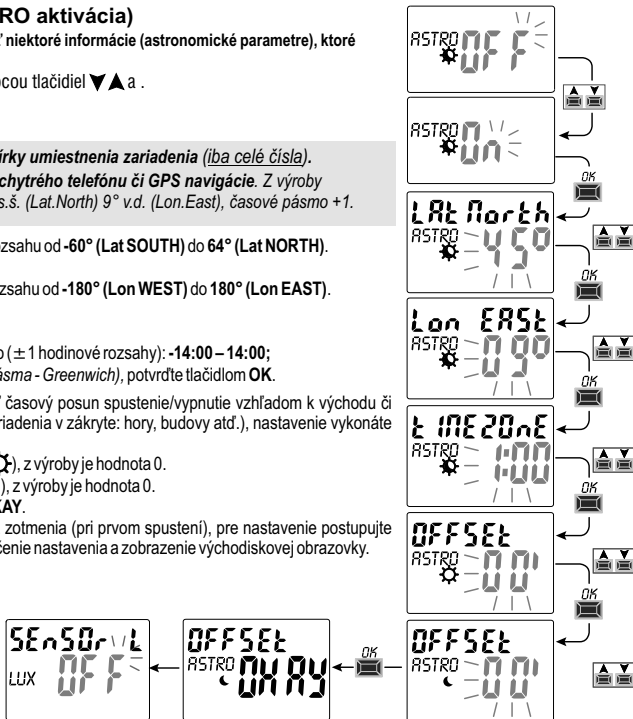 RO aktivácia)
niektoré informácie (astronomické parametre), ktoré
cou tlačidiel ▼▲ a .
rky umiestnenia zariadenia (iba celé čísla).
chytrého telefónu či GPS navigácie. Z výroby
s.š. (Lat.North) 9° v.d. (Lon.East), časové pásmo +1.
zsahu od -60° (Lat SOUTH) do 64° (Lat NORTH).
zsahu od -180° (Lon WEST) do 180° (Lon EAST).
o (±1 hodinové rozsahy): -14:00 – 14:00;
ásma - Greenwich), potvrďte tlačidlom OK.
časový posun spustenie/vypnutie vzhľadom k východu či
riadenia v zákryte: hory, budovy atď.), nastavenie vykonáte
), z výroby je hodnota 0.
), z výroby je hodnota 0.
KAY.
zotmenia (pri prvom spustení), pre nastavenie postupujte
čenie nastavenia a zobrazenie východiskovej obrazovky.
ASTRO OFF
ASTRO On
OK
LAt North
ASTRO 45°
OK
Lon EASt
ASTRO 09°
OK
tIMEZOnE
ASTRO 1:00
OK
OFFSEt
ASTRO 00'
OK
OFFSEt
ASTRO 00'
OK
OFFSEt
ASTRO OKAY
SEnSOr L
LUX OFF